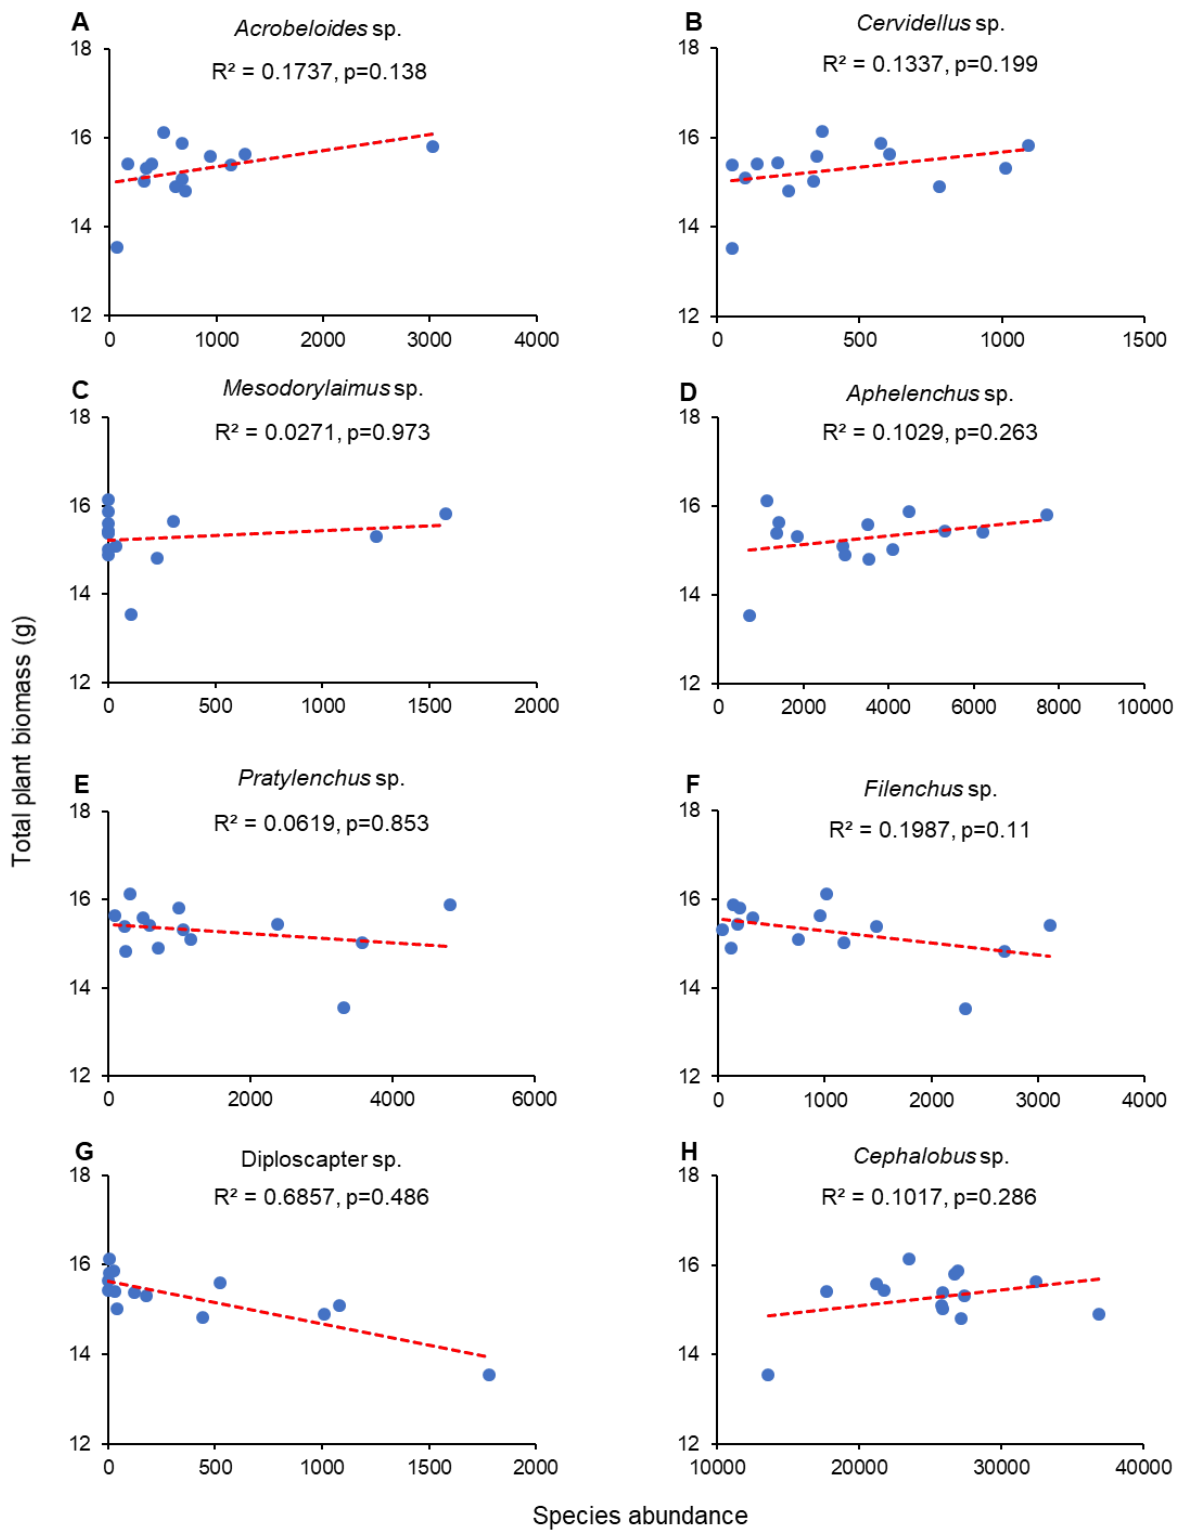 A
Acrobeloides sp.
R² = 0.1737, p=0.138
18
16
14
12
0 1000 2000 3000 4000
B
Cervidellus sp.
R² = 0.1337, p=0.199
18
16
14
12
0 500 1000 1500
C
Mesodorylaimus sp.
R² = 0.0271, p=0.973
18
16
14
12
0 500 1000 1500 2000
D
Aphelenchus sp.
R² = 0.1029, p=0.263
18
16
14
12
0 2000 4000 6000 8000 10000
Total plant biomass (g)
E
Pratylenchus sp.
R² = 0.0619, p=0.853
18
16
14
12
0 2000 4000 6000
F
Filenchus sp.
R² = 0.1987, p=0.11
18
16
14
12
0 1000 2000 3000 4000
G
Diploscapter sp.
R² = 0.6857, p=0.486
18
16
14
12
0 500 1000 1500 2000
H
Cephalobus sp.
R² = 0.1017, p=0.286
18
16
14
12
10000 20000 30000 40000
Species abundance